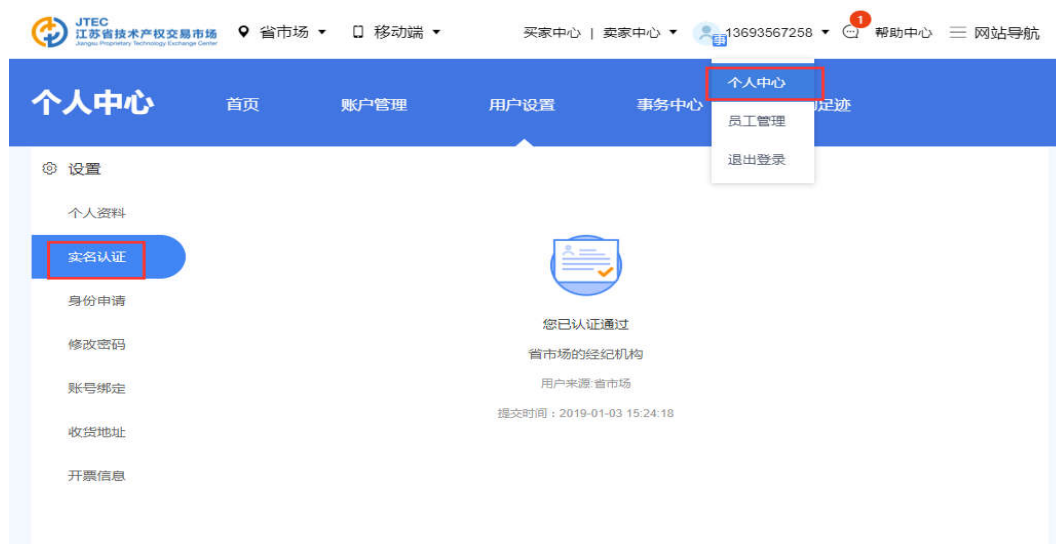 JTEC
江苏省技术产权交易市场
Jiangsu Proprietary Technology Exchange Center
省市场
移动端
买家中心 | 卖家中心
13693567258
1
帮助中心
网站导航
个人中心
首页
账户管理
用户设置
事务中心
足迹
个人中心
员工管理
退出登录
设置
个人资料
实名认证
身份申请
修改密码
账号绑定
收货地址
开票信息
您已认证通过
省市场的经纪机构
用户来源:省市场
提交时间：2019-01-03 15:24:18